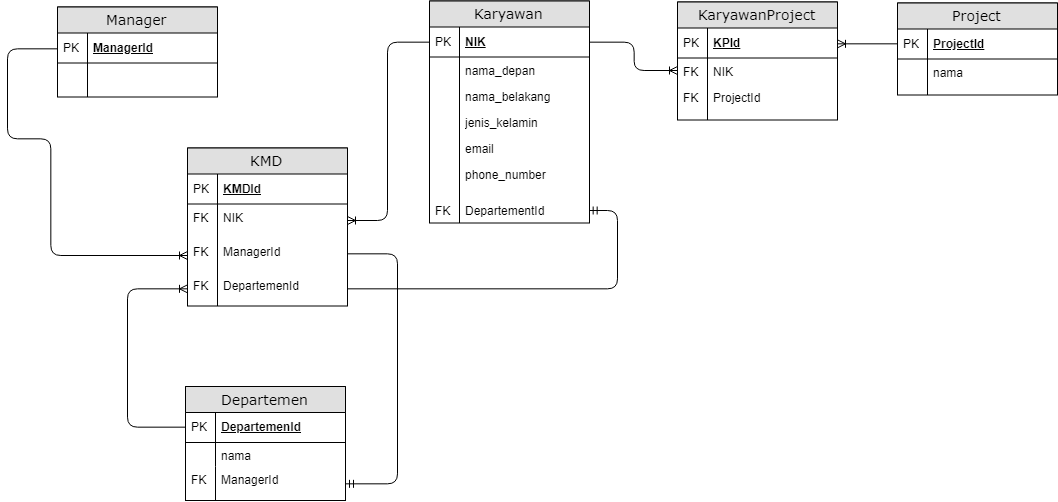 Manager
PK ManagerId
Karyawan
PK NIK
nama_depan
nama_belakang
jenis_kelamin
email
phone_number
FK DepartementId
KaryawanProject
PK KPId
FK NIK
FK ProjectId
Project
PK ProjectId
nama
KMD
PK KMDId
FK NIK
FK ManagerId
FK DepartemenId
Departemen
PK DepartemenId
nama
FK ManagerId